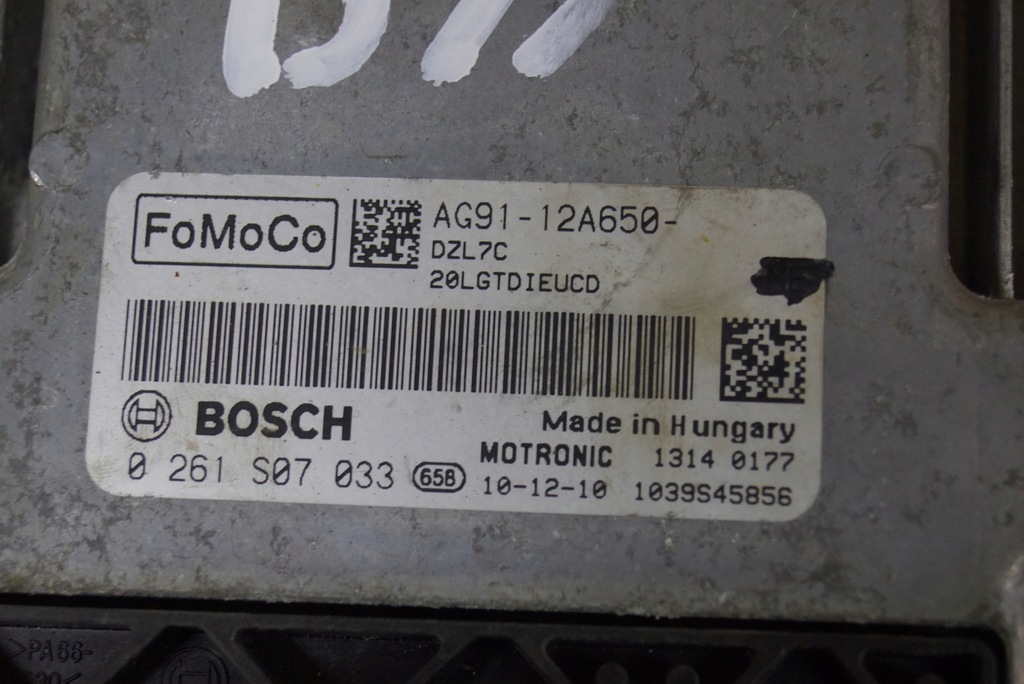 FoMoCo
AG91-12A650-
DZL7C
20LGTDIEUCD
BOSCH
Made in Hungary
0 261 S07 033
65B
MOTRONIC 1314 0177
10-12-10 1039S45856
>PA66-